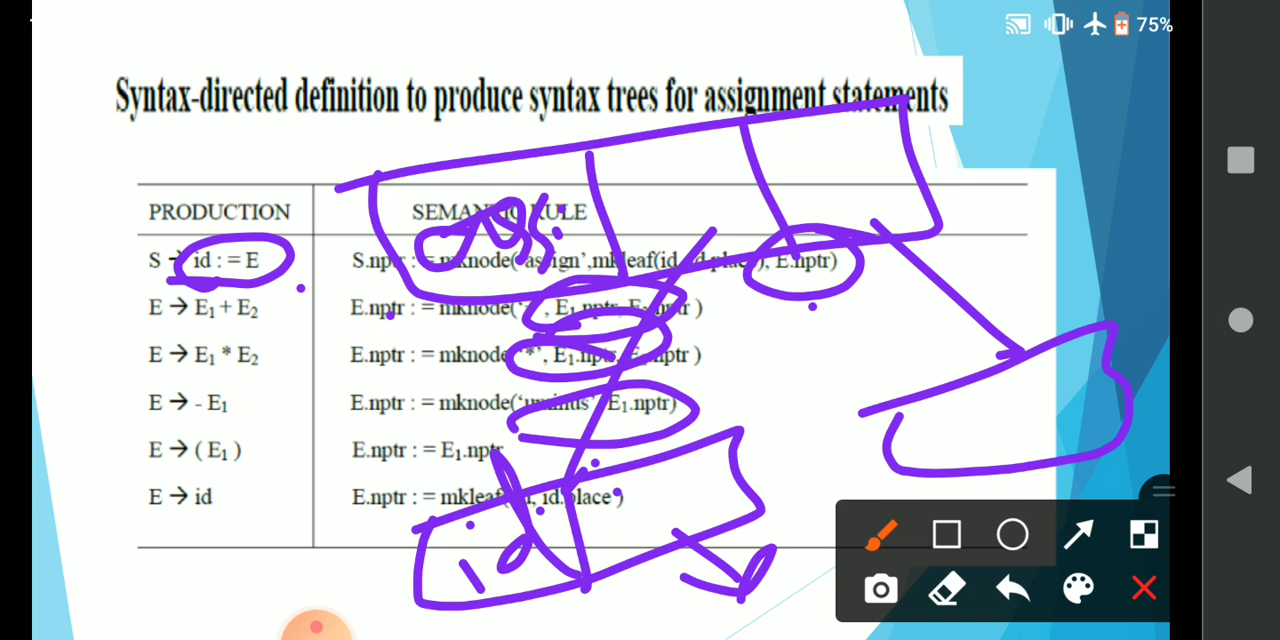 75%
Syntax-directed definition to produce syntax trees for assignment statements
PRODUCTION SEMANTIC RULE
S → id : = E S.nptr : = mknode('assign', mkleaf(id, id.place), E.nptr)
E → E₁ + E₂ E.nptr : = mknode('+', E₁.nptr, E₂.nptr )
E → E₁ * E₂ E.nptr : = mknode('*', E₁.nptr, E₂.nptr )
E → - E₁ E.nptr : = mknode('uminus', E₁.nptr)
E → ( E₁ ) E.nptr : = E₁.nptr
E → id E.nptr : = mkleaf(id, id.place )
id